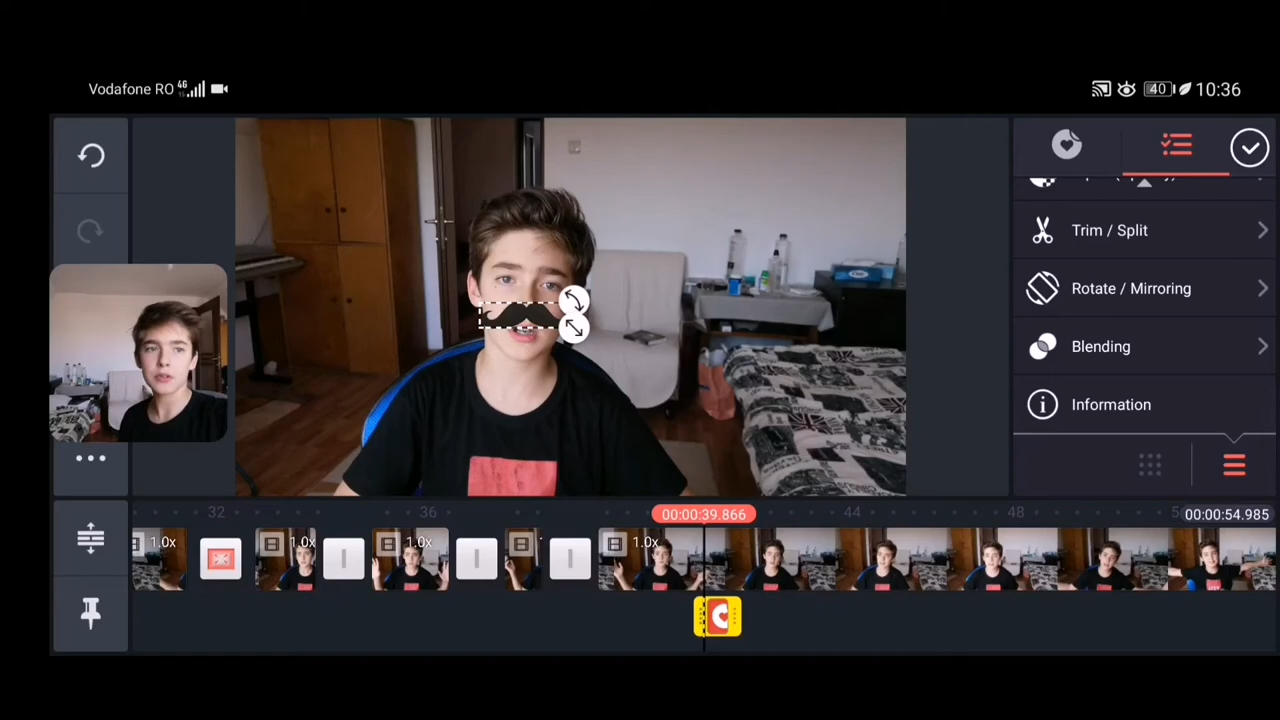 Vodafone RO 46
40 10:36
Trim / Split
Rotate / Mirroring
Blending
Information
32 36 00:00:39.866 44 48 00:00:54.985
1.0x 1.0x 1.0x 1.0x